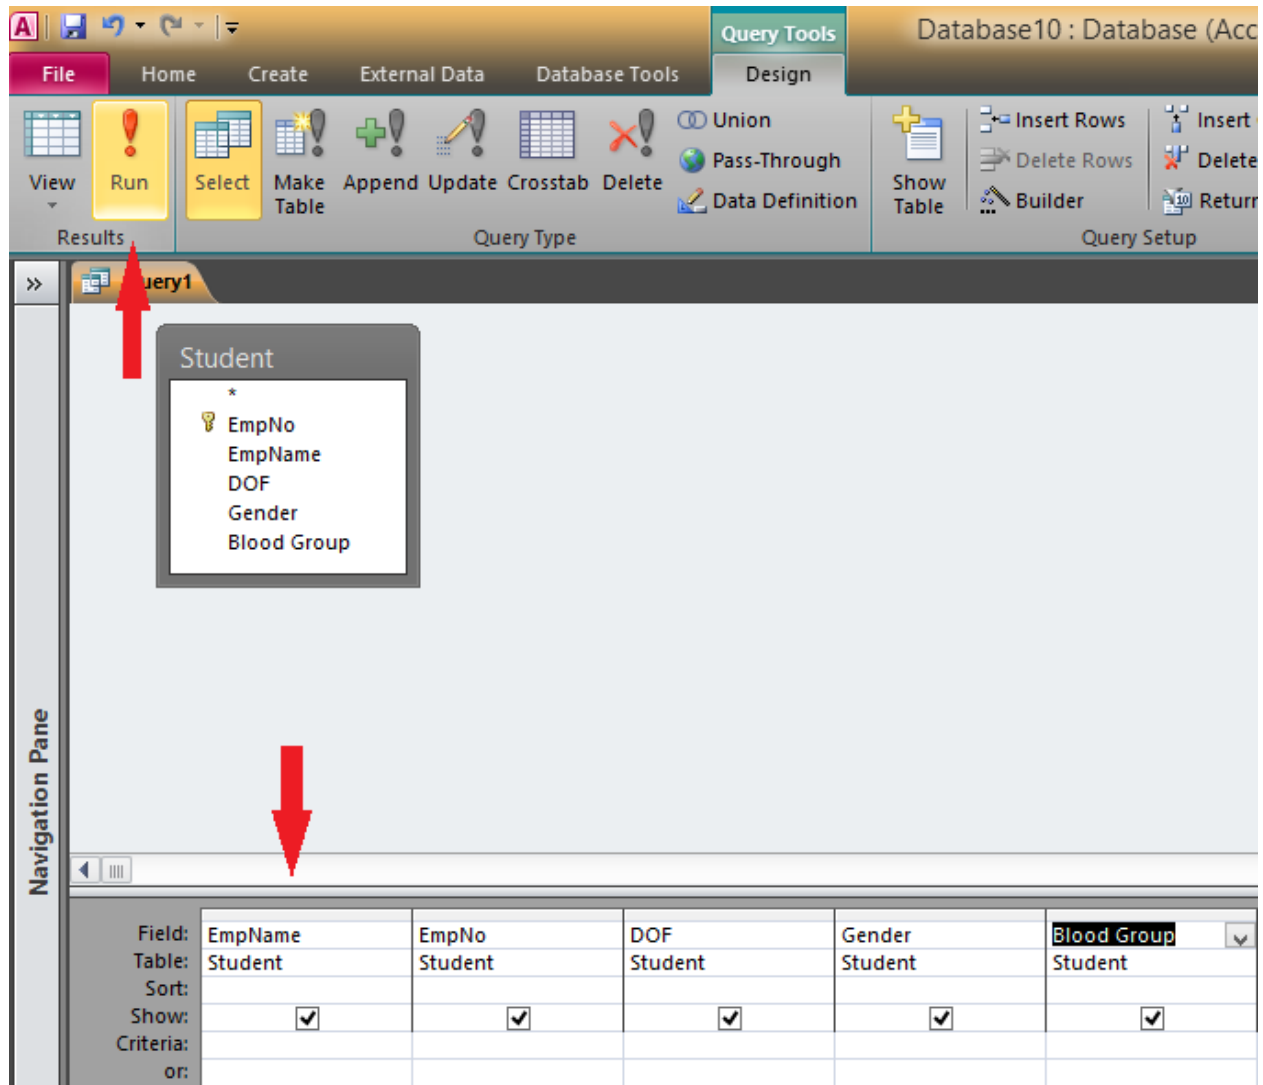 A
Query Tools
Database10 : Database (Acc
File Home Create External Data Database Tools Design
View
Run
Select
Make
Table
Append
Update
Crosstab
Delete
Union
Pass-Through
Data Definition
Show
Table
Insert Rows
Delete Rows
Builder
Insert
Delete
Return
Results
Query Type
Query Setup
»
uery1
Student
*
EmpNo
EmpName
DOF
Gender
Blood Group
Navigation Pane
Field: EmpName EmpNo DOF Gender Blood Group
Table: Student Student Student Student Student
Sort:
Show:
Criteria:
or: